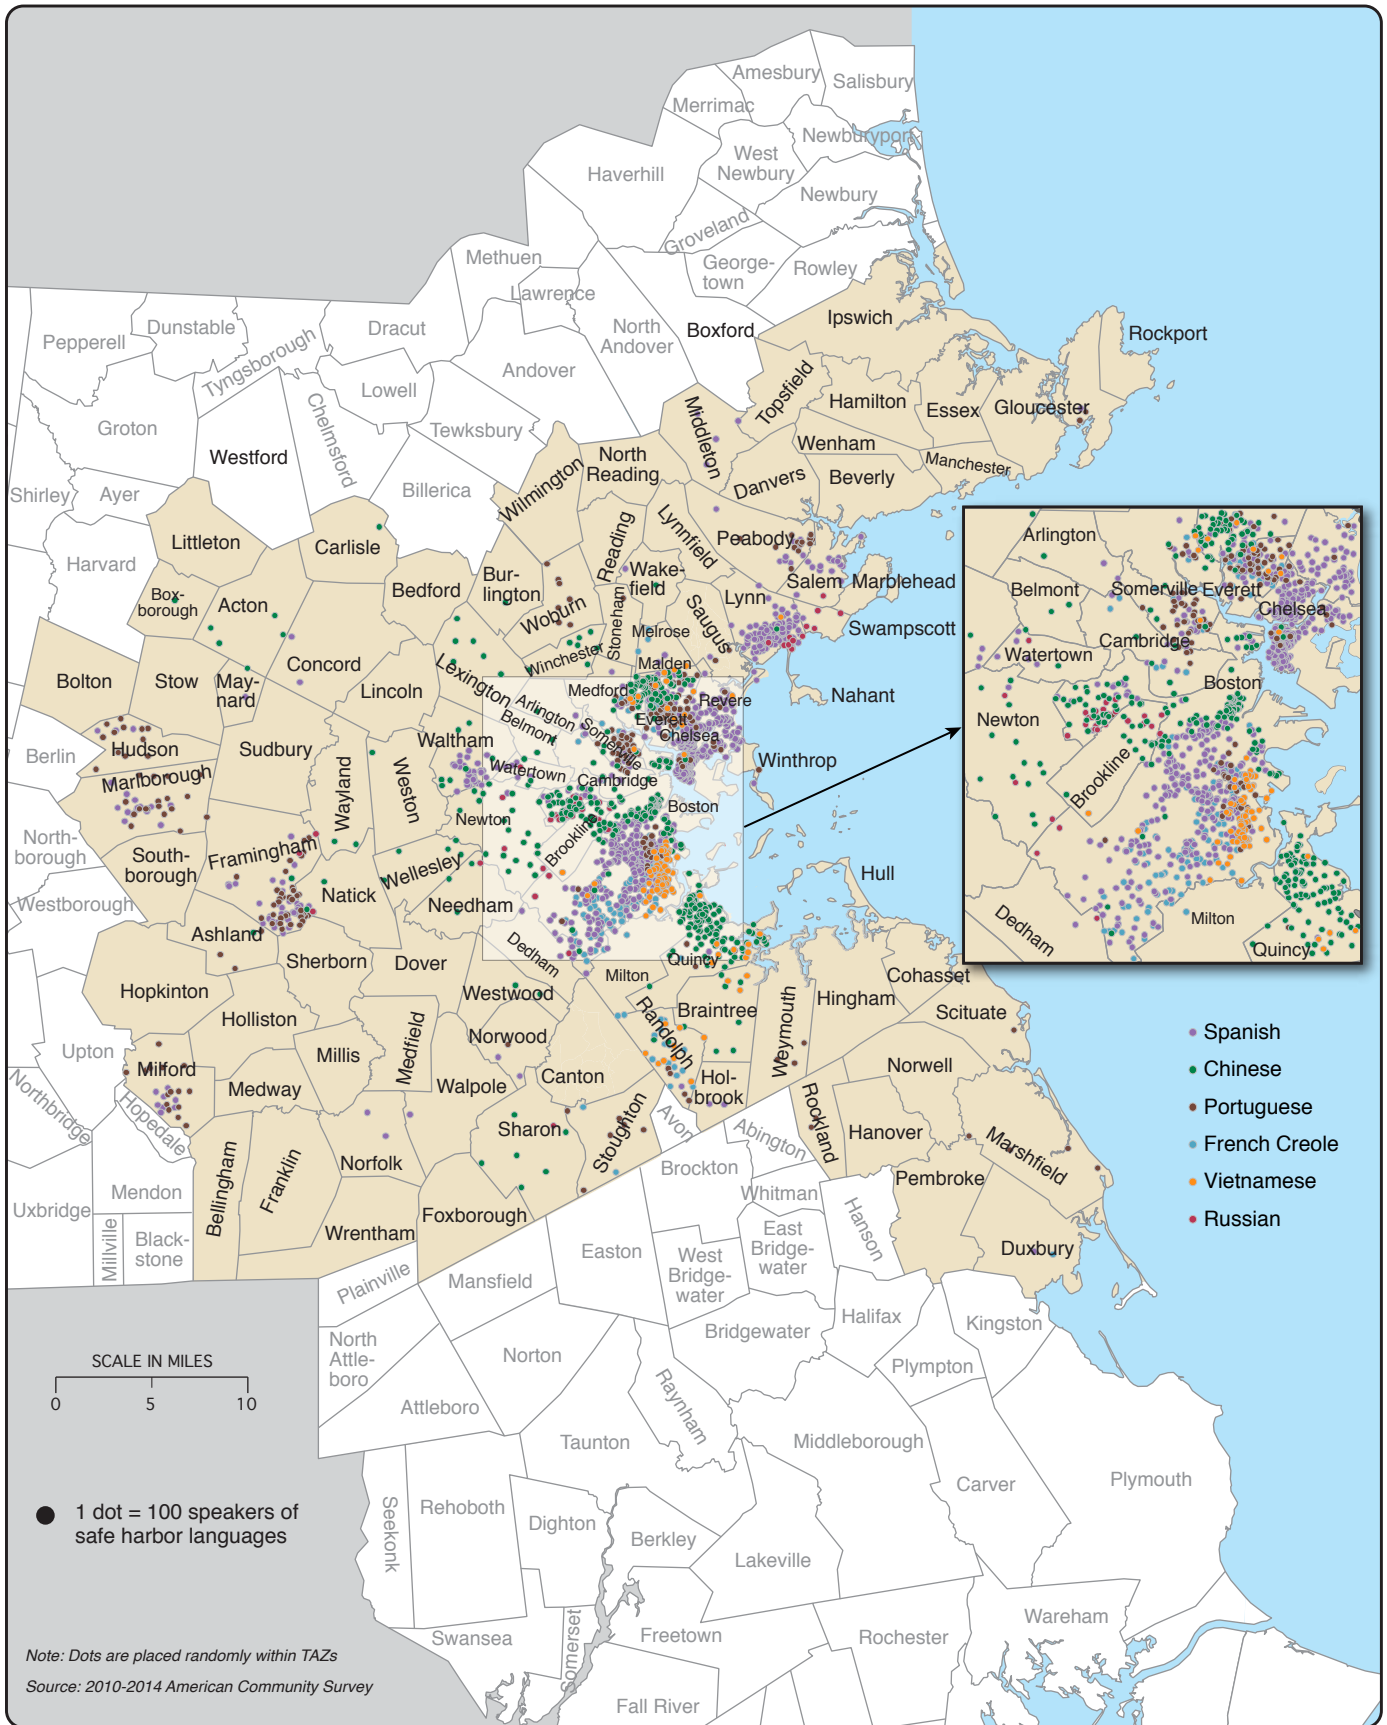 Amesbury
Salisbury
Merrimac
Newburyport
West
Newbury
Haverhill
Newbury
Groveland
Methuen
George-
town
Rowley
Lawrence
Ipswich
Dunstable
Tyngsborough
Dracut
North
Andover
Boxford
Rockport
Pepperell
Andover
Lowell
Topsfield
Hamilton
Essex
Gloucester
Groton
Chelmsford
Tewksbury
Middleton
Wenham
Westford
North
Reading
Manchester
Danvers
Beverly
Wilmington
Billerica
Shirley
Ayer
Littleton
Carlisle
Reading
Lynnfield
Peabody
Harvard
Box-
borough
Acton
Bedford
Bur-
lington
Woburn
Stoneham
Wake-
field
Saugus
Lynn
Salem
Marblehead
Swampscott
Melrose
Winchester
Concord
Lexington
Malden
Bolton
Stow
May-
nard
Lincoln
Medford
Revere
Nahant
Arlington
Belmont
Somerville
Everett
Chelsea
Berlin
Hudson
Sudbury
Waltham
Watertown
Cambridge
Winthrop
Marlborough
Wayland
Weston
Newton
Boston
Brookline
North-
borough
South-
borough
Framingham
Natick
Wellesley
Needham
Hull
Westborough
Ashland
Sherborn
Dover
Dedham
Milton
Quincy
Hopkinton
Westwood
Braintree
Weymouth
Hingham
Cohasset
Scituate
Holliston
Medfield
Norwood
Randolph
Upton
Milford
Millis
Medway
Walpole
Canton
Hol-
brook
Norwell
Northbridge
Hopedale
Sharon
Stoughton
Avon
Abington
Rockland
Hanover
Marshfield
Bellingham
Franklin
Norfolk
Brockton
Pembroke
Mendon
Uxbridge
Millville
Black-
stone
Wrentham
Foxborough
Whitman
Hanson
East
Bridge-
water
West
Bridge-
water
Easton
Duxbury
Plainville
Mansfield
Halifax
Kingston
Bridgewater
North
Attle-
boro
Norton
Plympton
Raynham
Attleboro
Taunton
Middleborough
Carver
Plymouth
Seekonk
Rehoboth
Dighton
Berkley
Lakeville
Swansea
Somerset
Freetown
Rochester
Wareham
Fall River
Arlington
Belmont
Somerville
Everett
Chelsea
Cambridge
Watertown
Boston
Newton
Brookline
Dedham
Milton
Quincy
Spanish
Chinese
Portuguese
French Creole
Vietnamese
Russian
SCALE IN MILES
0 5 10
1 dot = 100 speakers of
safe harbor languages
Note: Dots are placed randomly within TAZs
Source: 2010-2014 American Community Survey